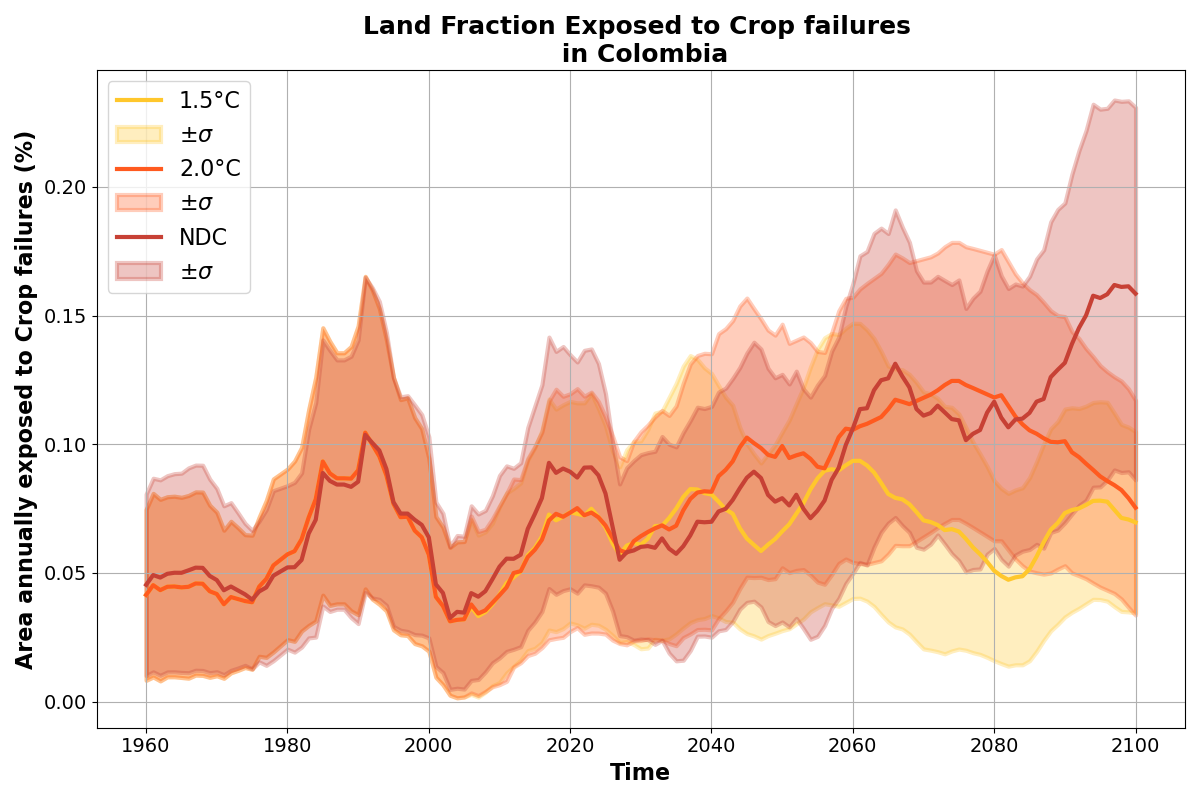 Land Fraction Exposed to Crop failures
in Colombia
1.5°C
±σ
2.0°C
±σ
NDC
±σ
Area annually exposed to Crop failures (%)
0.20
0.15
0.10
0.05
0.00
1960
1980
2000
2020
2040
2060
2080
2100
Time